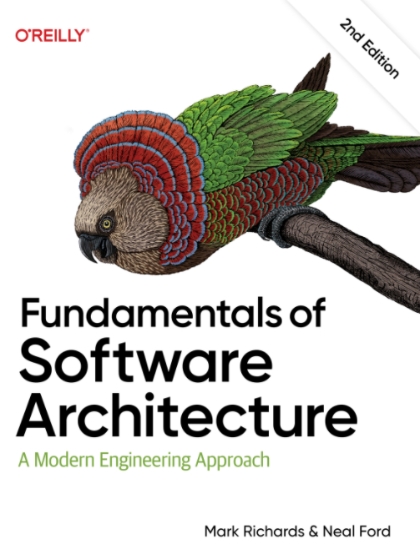 O'REILLY®
2nd Edition
Fundamentals of
Software
Architecture
A Modern Engineering Approach
Mark Richards & Neal Ford